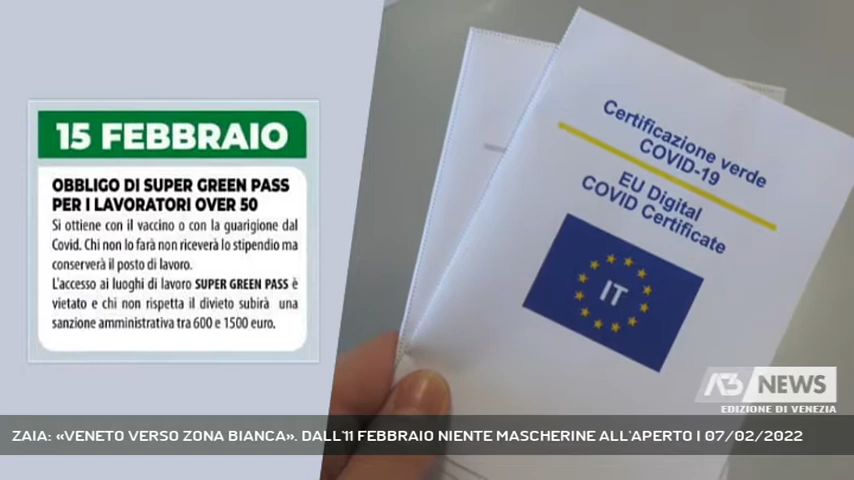 15 FEBBRAIO
OBBLIGO DI SUPER GREEN PASS
PER I LAVORATORI OVER 50
Si ottiene con il vaccino o con la guarigione dal
Covid. Chi non lo farà non riceverà lo stipendio ma
conserverà il posto di lavoro.
L'accesso ai luoghi di lavoro SUPER GREEN PASS è
vietato e chi non rispetta il divieto subirà una
sanzione amministrativa tra 600 e 1500 euro.
Certificazione verde
COVID-19
EU Digital
COVID Certificate
IT
A3 NEWS
EDIZIONE DI VENEZIA
ZAIA: «VENETO VERSO ZONA BIANCA». DALL'11 FEBBRAIO NIENTE MASCHERINE ALL'APERTO | 07/02/2022